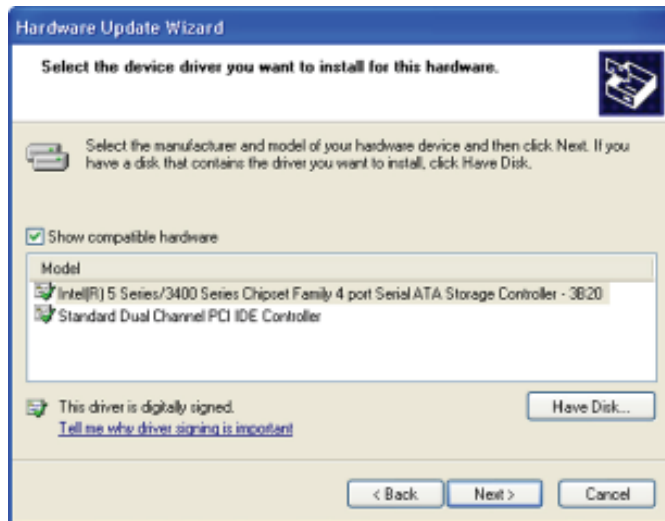 Hardware Update Wizard
Select the device driver you want to install for this hardware.
Select the manufacturer and model of your hardware device and then click Next. If you
have a disk that contains the driver you want to install, click Have Disk.
Show compatible hardware
Model
Intel(R) 5 Series/3400 Series Chipset Family 4 port Serial ATA Storage Controller - 3B20
Standard Dual Channel PCI IDE Controller
This driver is digitally signed.
Have Disk...
Tell me why driver signing is important
< Back Next > Cancel